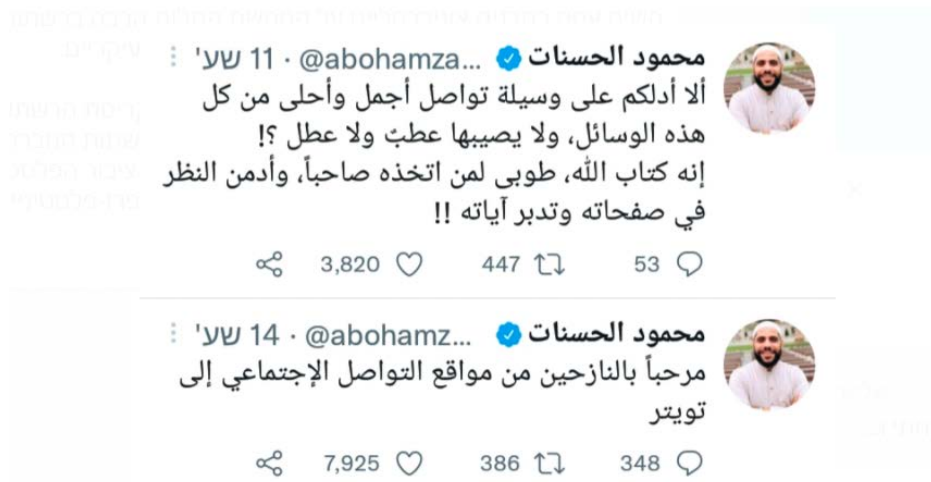 محمود الحسنات @abohamza... · 11 שע'
ألا أدلكم على وسيلة تواصل أجمل وأحلى من كل
هذه الوسائل، ولا يصيبها عطبٌ ولا عطل ؟!
إنه كتاب الله، طوبى لمن اتخذه صاحباً، وأدمن النظر
في صفحاته وتدبر آياته !!
53 447 3,820
محمود الحسنات @abohamz... · 14 שע'
مرحباً بالنازحين من مواقع التواصل الإجتماعي إلى
تويتر
348 386 7,925